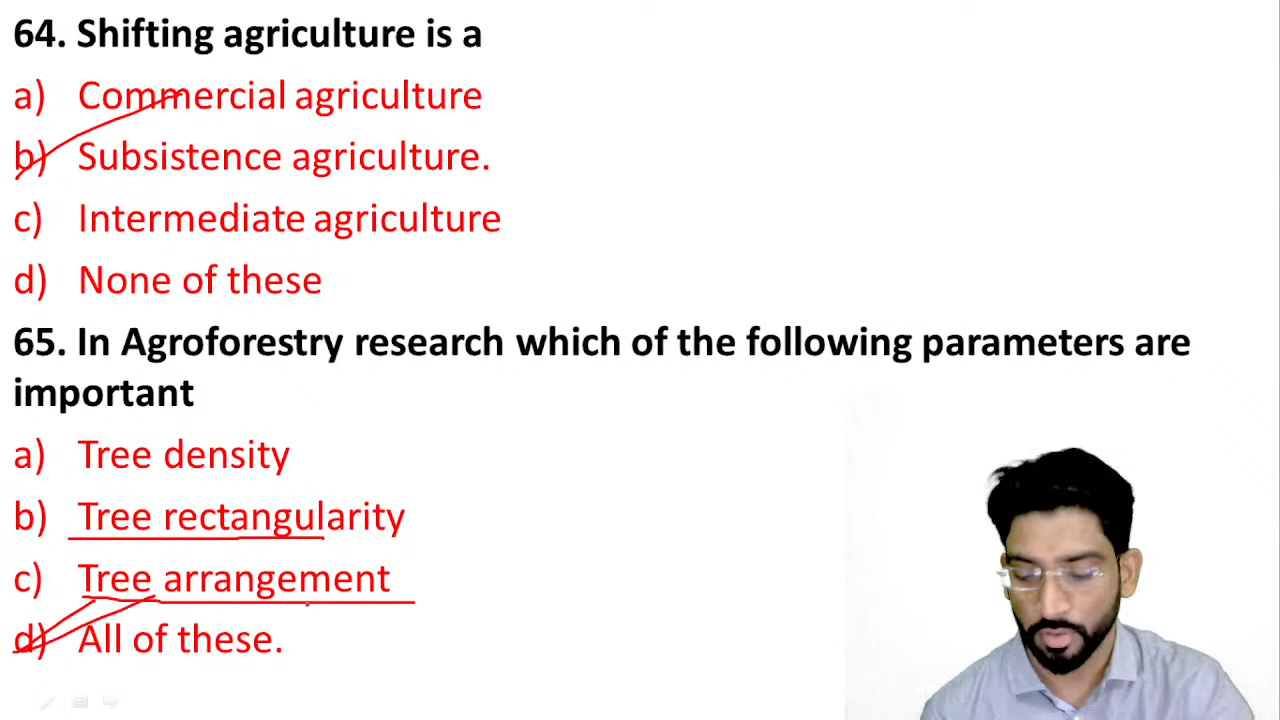 64. Shifting agriculture is a
a) Commercial agriculture
b) Subsistence agriculture.
c) Intermediate agriculture
d) None of these
65. In Agroforestry research which of the following parameters are
important
a) Tree density
b) Tree rectangularity
c) Tree arrangement
d) All of these.